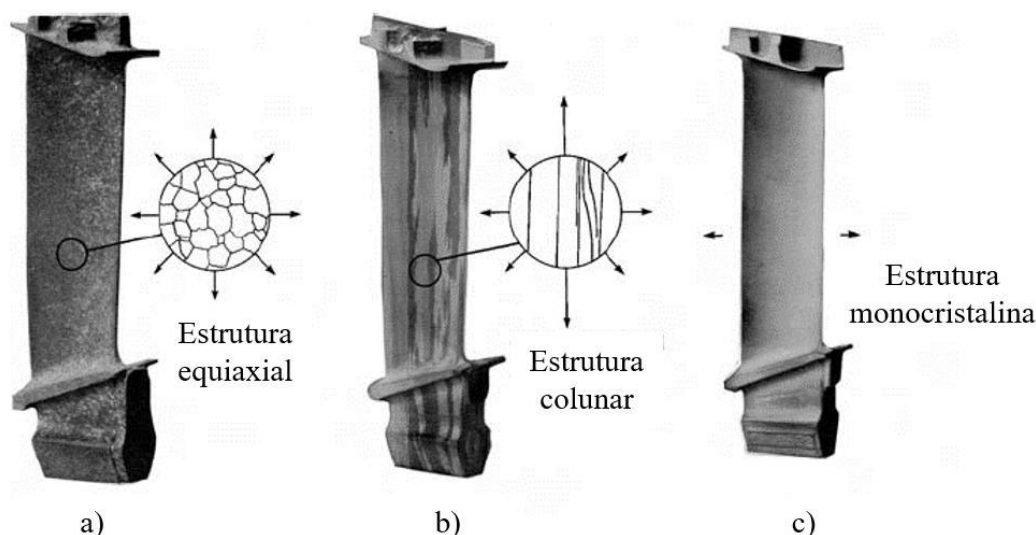 Estrutura
equiaxial
Estrutura
colunar
Estrutura
monocristalina
a)
b)
c)